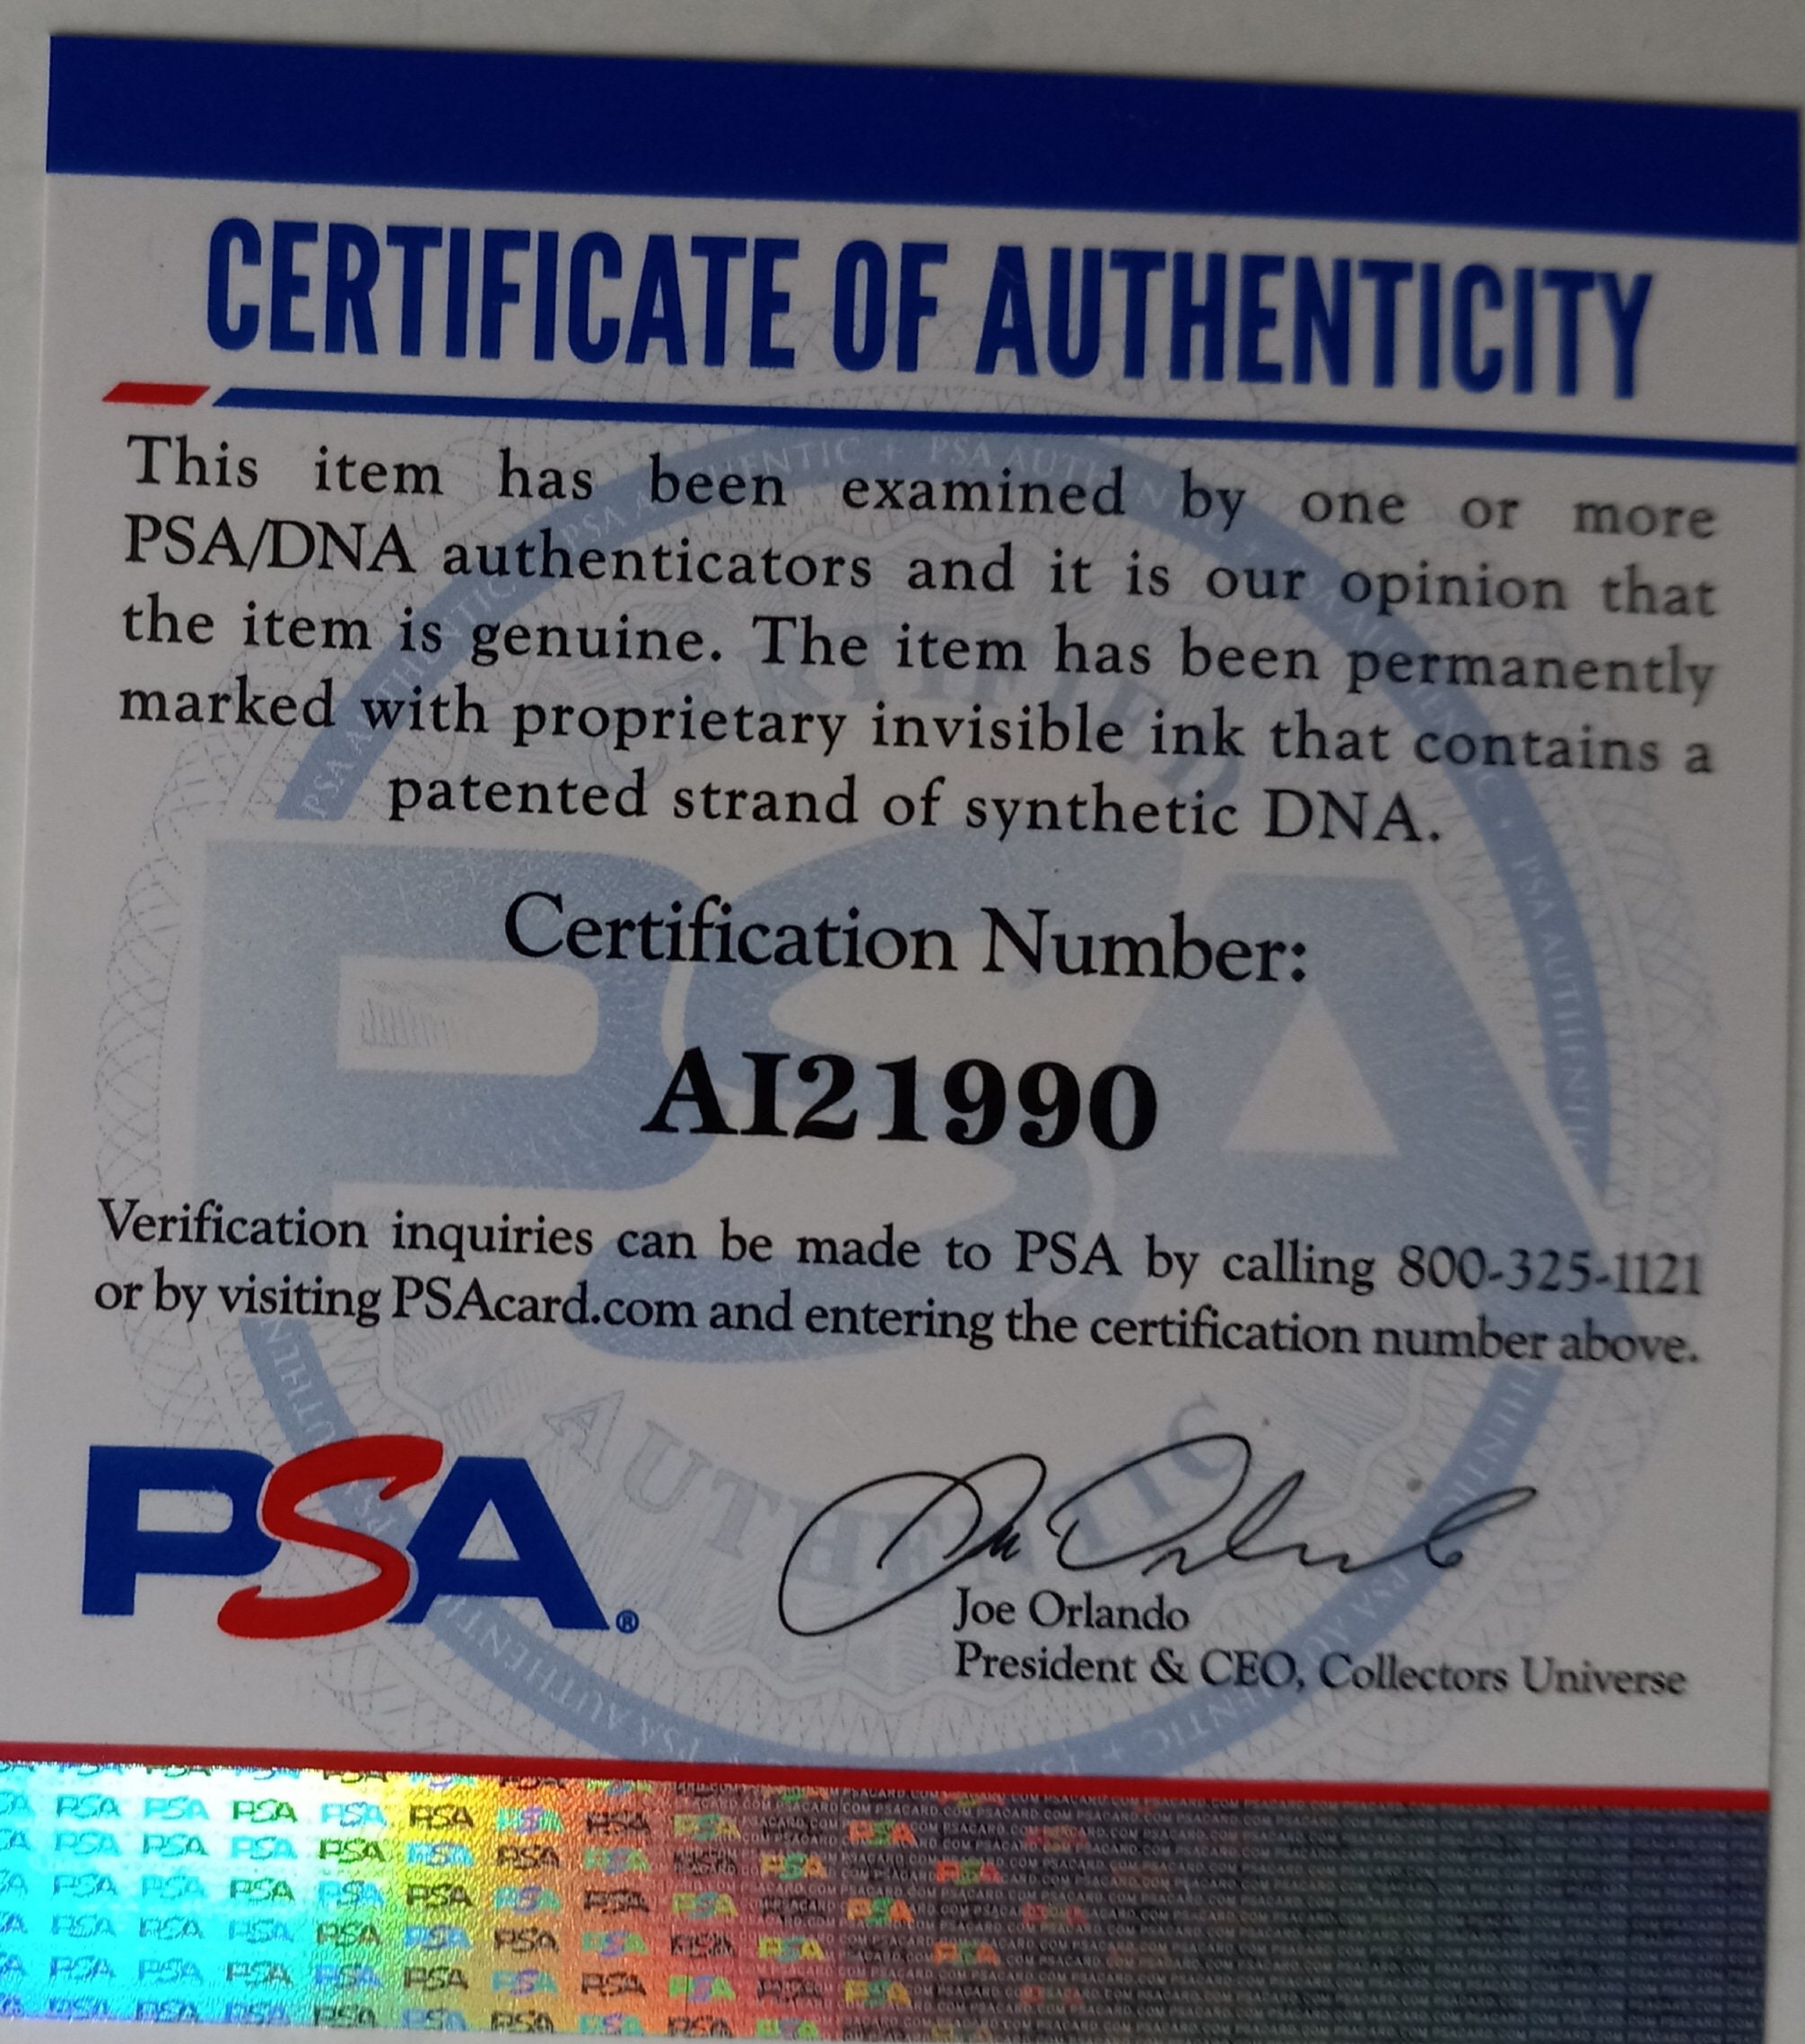 CERTIFICATE OF AUTHENTICITY
This item has been examined by one or more
PSA/DNA authenticators and it is our opinion that
the item is genuine. The item has been permanently
marked with proprietary invisible ink that contains a
patented strand of synthetic DNA.
Certification Number:
AI21990
Verification inquiries can be made to PSA by calling 800-325-1121
or by visiting PSAcard.com and entering the certification number above.
PSA®
Joe Orlando
President & CEO, Collectors Universe